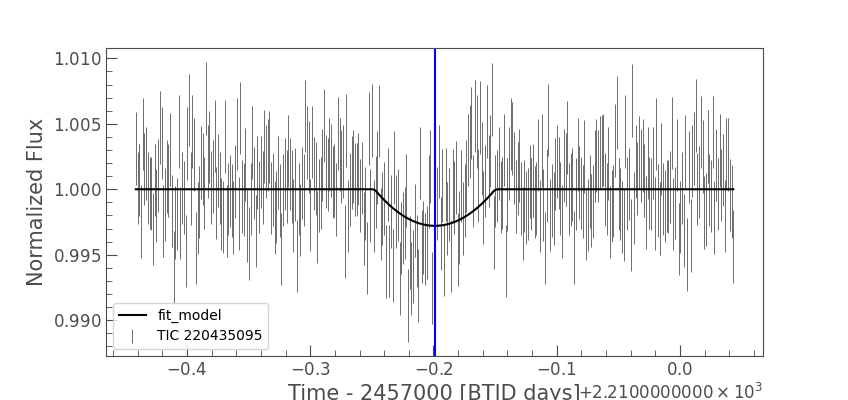 1.010
1.005
1.000
0.995
0.990
Normalized Flux
fit_model
TIC 220435095
−0.4
−0.3
−0.2
−0.1
0.0
Time - 2457000 [BTJD days]
+2.2100000000 × 10³